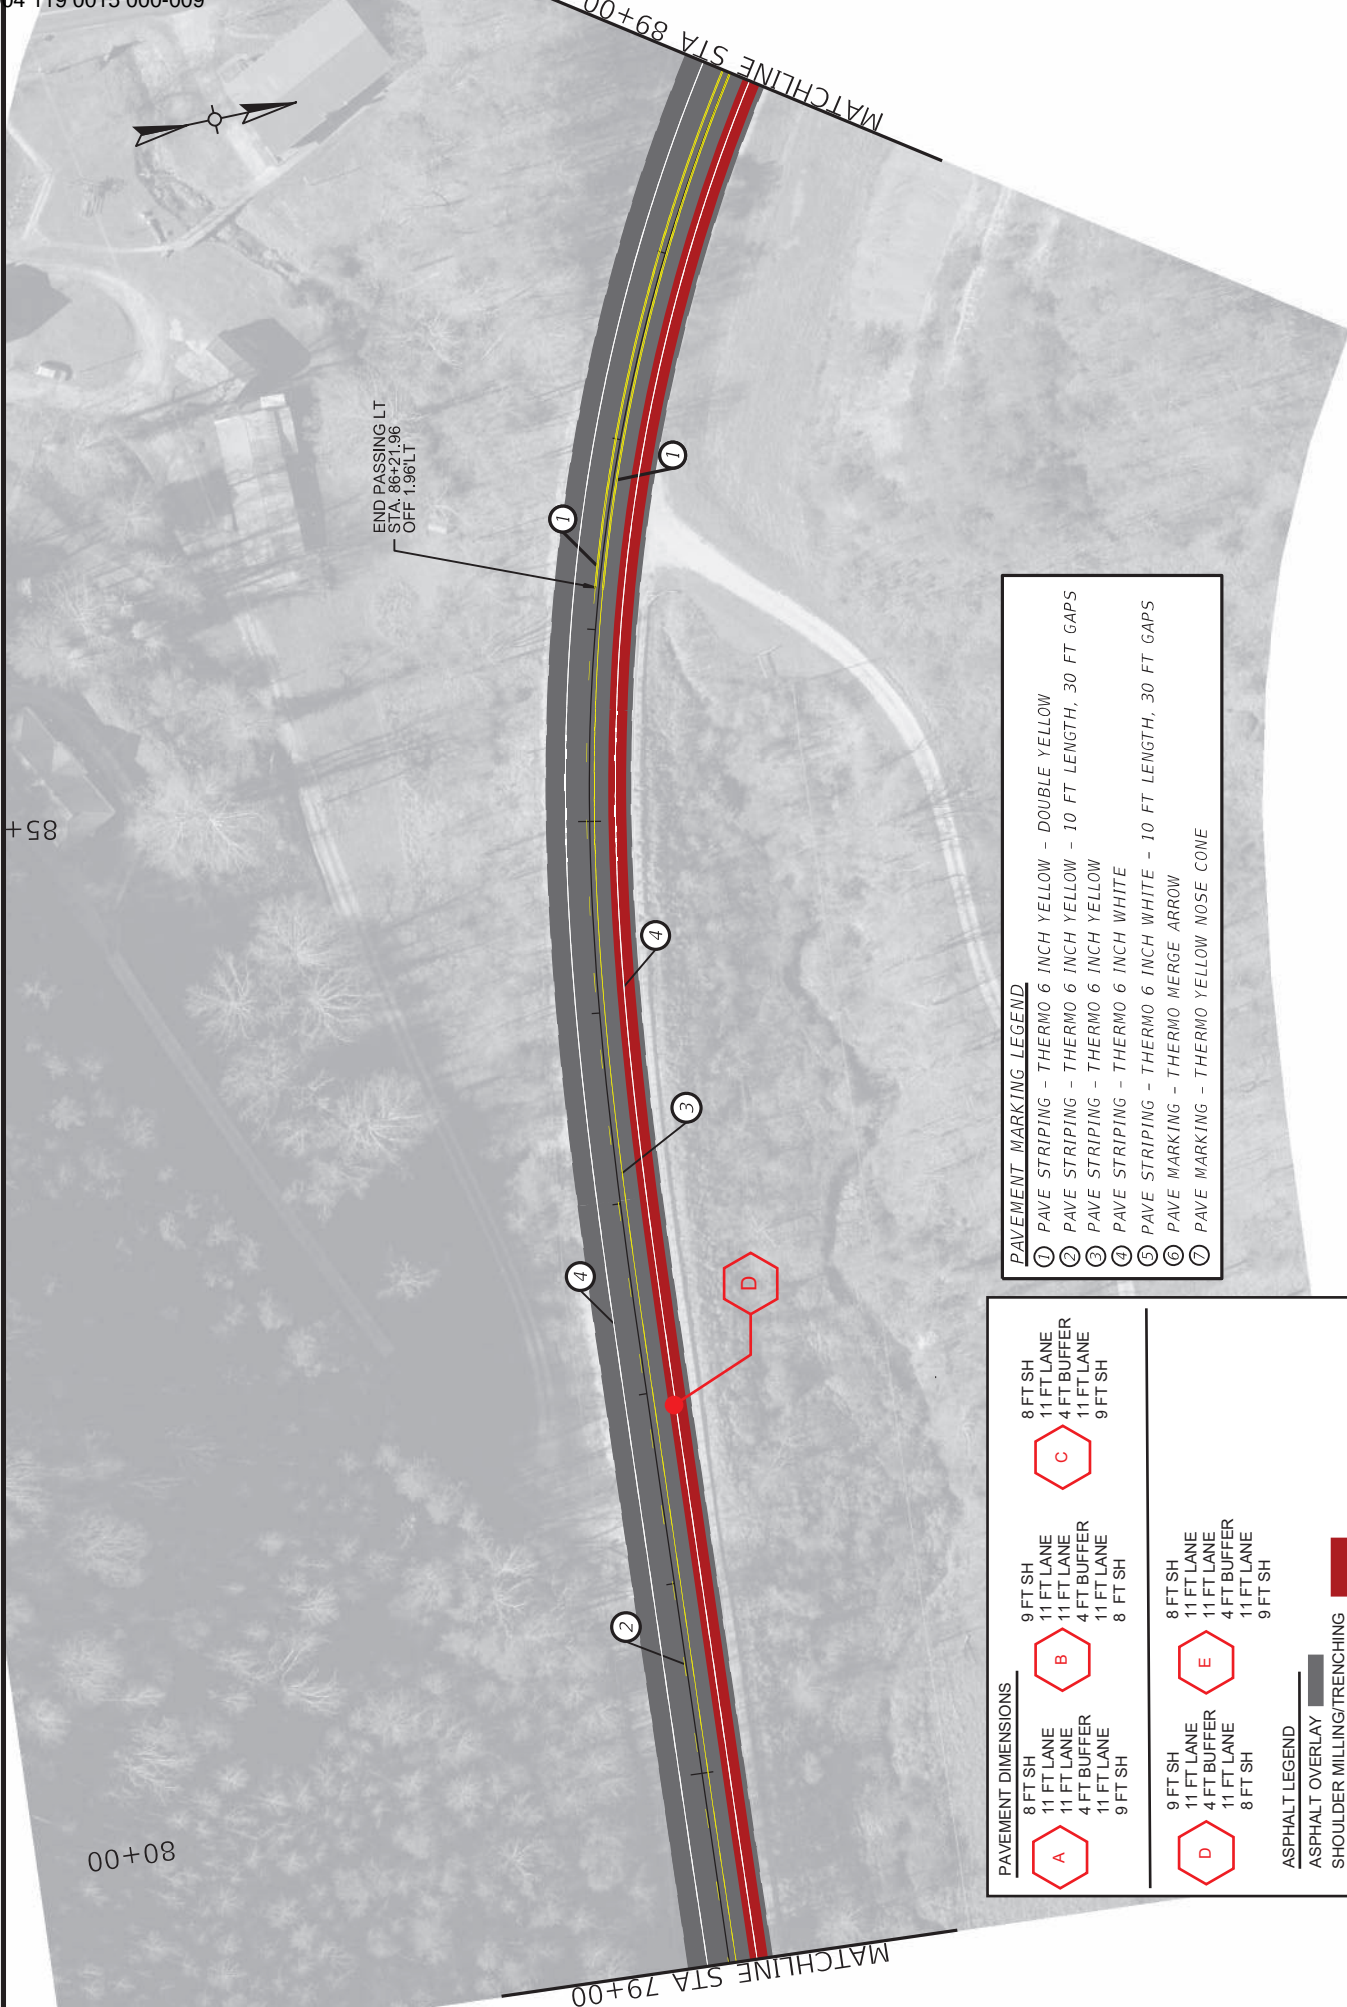 04 119 0015 000-009
MATCHLINE STA 89+00
END PASSING LT
STA. 86+21.96
OFF 1.96'LT
1
1
85+
4
3
4
D
2
80+00
MATCHLINE STA 79+00
PAVEMENT MARKING LEGEND
1 PAVE STRIPING - THERMO 6 INCH YELLOW - DOUBLE YELLOW
2 PAVE STRIPING - THERMO 6 INCH YELLOW - 10 FT LENGTH, 30 FT GAPS
3 PAVE STRIPING - THERMO 6 INCH YELLOW
4 PAVE STRIPING - THERMO 6 INCH WHITE
5 PAVE STRIPING - THERMO 6 INCH WHITE - 10 FT LENGTH, 30 FT GAPS
6 PAVE MARKING - THERMO MERGE ARROW
7 PAVE MARKING - THERMO YELLOW NOSE CONE
PAVEMENT DIMENSIONS
A
8 FT SH
11 FT LANE
11 FT LANE
4 FT BUFFER
11 FT LANE
9 FT SH
B
9 FT SH
11 FT LANE
11 FT LANE
4 FT BUFFER
11 FT LANE
8 FT SH
C
8 FT SH
11 FT LANE
4 FT BUFFER
11 FT LANE
9 FT SH
D
9 FT SH
11 FT LANE
4 FT BUFFER
11 FT LANE
8 FT SH
E
8 FT SH
11 FT LANE
11 FT LANE
4 FT BUFFER
11 FT LANE
9 FT SH
ASPHALT LEGEND
ASPHALT OVERLAY
SHOULDER MILLING/TRENCHING